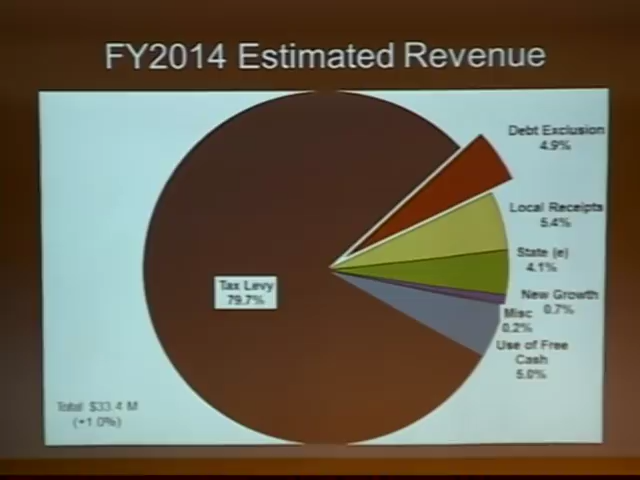 FY2014 Estimated Revenue
Debt Exclusion
4.9%
Local Receipts
5.4%
State (e)
4.1%
New Growth
0.7%
Misc
0.2%
Use of Free
Cash
5.0%
Tax Levy
79.7%
Total $33.4 M
(+1.0%)